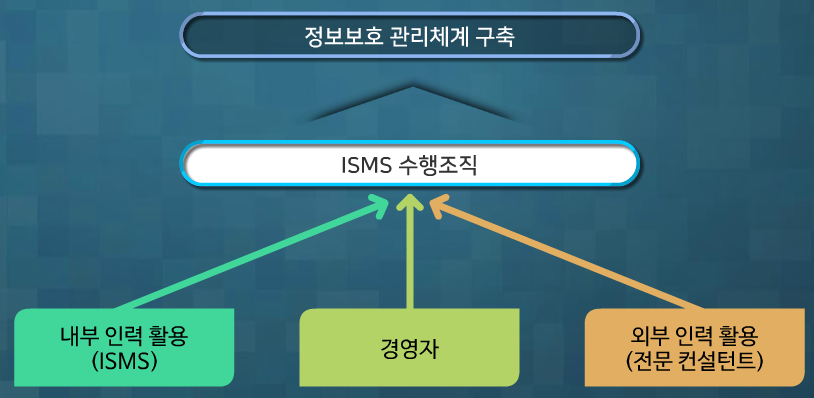 정보보호 관리체계 구축
ISMS 수행조직
내부 인력 활용
(ISMS)
경영자
외부 인력 활용
(전문 컨설턴트)